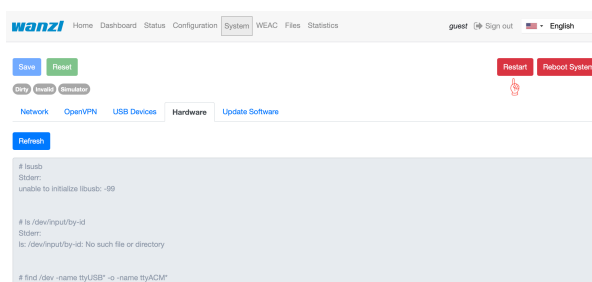 wanzl Home Dashboard Status Configuration System WEAC Files Statistics guest Sign out English
Save Reset Restart Reboot System
Dirty Invalid Simulator
Network OpenVPN USB Devices Hardware Update Software
Refresh
# lsusb
Stderr:
unable to initialize libusb: -99
# ls /dev/input/by-id
Stderr:
ls: /dev/input/by-id: No such file or directory
# find /dev -name ttyUSB* -o -name ttyACM*